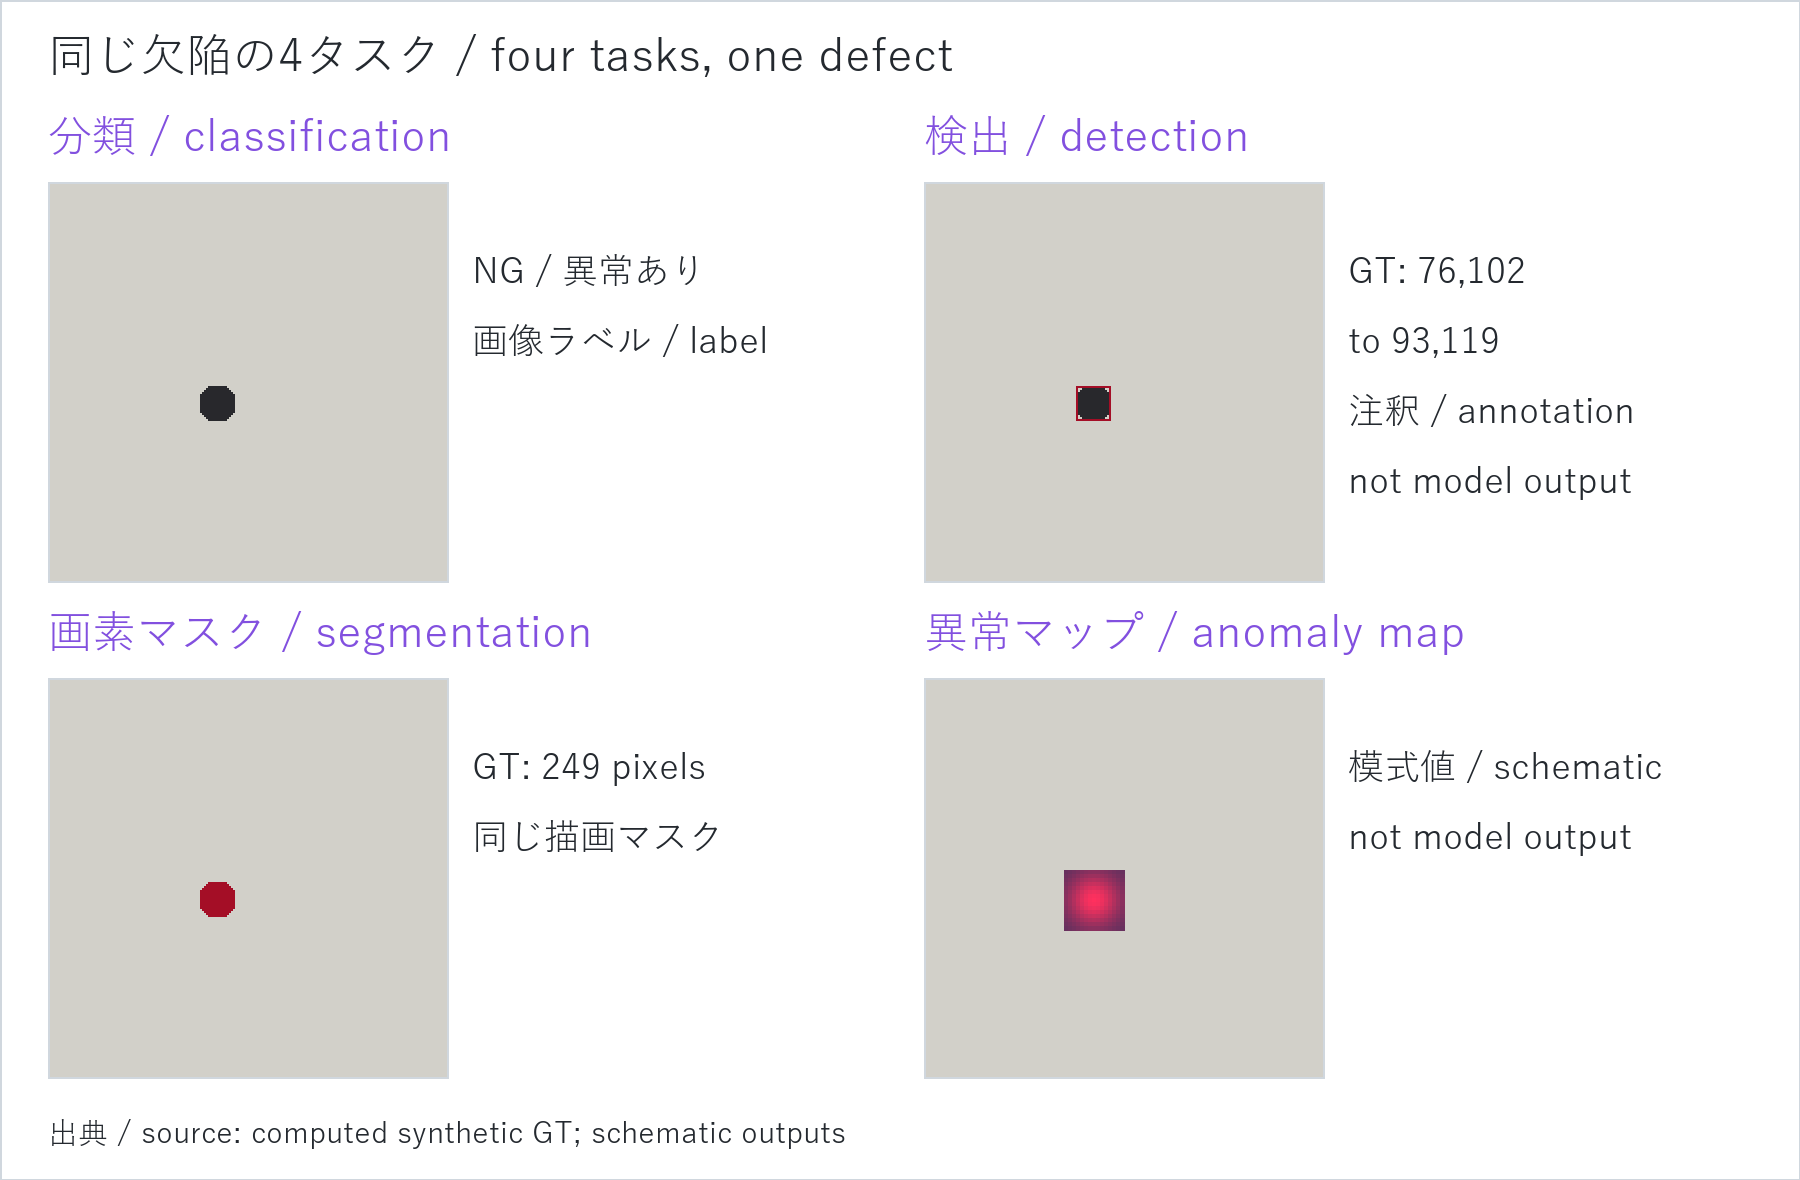 同じ欠陥の4タスク / four tasks, one defect
分類 / classification
NG / 異常あり
画像ラベル / label
検出 / detection
GT: 76,102
to 93,119
注釈 / annotation
not model output
画素マスク / segmentation
GT: 249 pixels
同じ描画マスク
異常マップ / anomaly map
模式値 / schematic
not model output
出典 / source: computed synthetic GT; schematic outputs